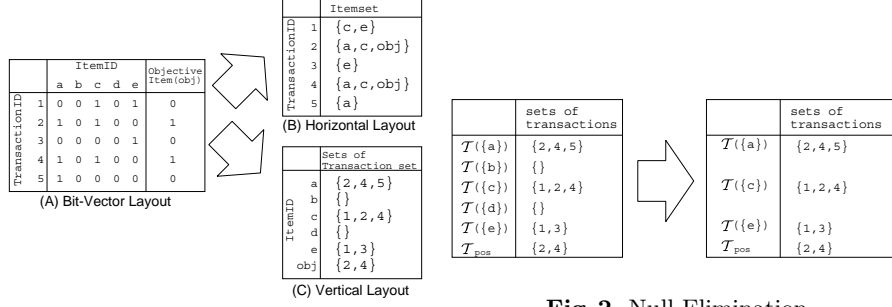 ItemID
Objective Item(obj)
a b c d e
TransactionID
1 0 0 1 0 1 0
2 1 0 1 0 0 1
3 0 0 0 0 1 0
4 1 0 1 0 0 1
5 1 0 0 0 0 0
(A) Bit-Vector Layout
Itemset
TransactionID
1 {c,e}
2 {a,c,obj}
3 {e}
4 {a,c,obj}
5 {a}
(B) Horizontal Layout
Sets of
Transaction set
ItemID
a {2,4,5}
b {}
c {1,2,4}
d {}
e {1,3}
obj {2,4}
(C) Vertical Layout
sets of
transactions
T({a}) {2,4,5}
T({b}) {}
T({c}) {1,2,4}
T({d}) {}
T({e}) {1,3}
Tpos {2,4}
sets of
transactions
T({a}) {2,4,5}
T({c}) {1,2,4}
T({e}) {1,3}
Tpos {2,4}